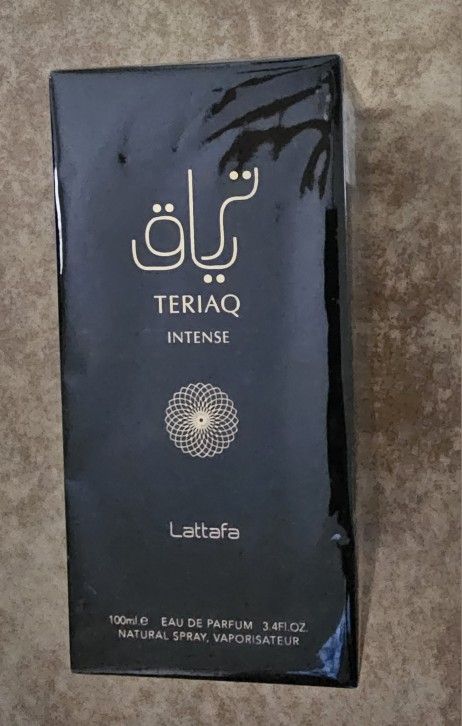 ترياق
TERIAQ
INTENSE
Lattafa
100ml.e EAU DE PARFUM 3.4FL.OZ.
NATURAL SPRAY, VAPORISATEUR